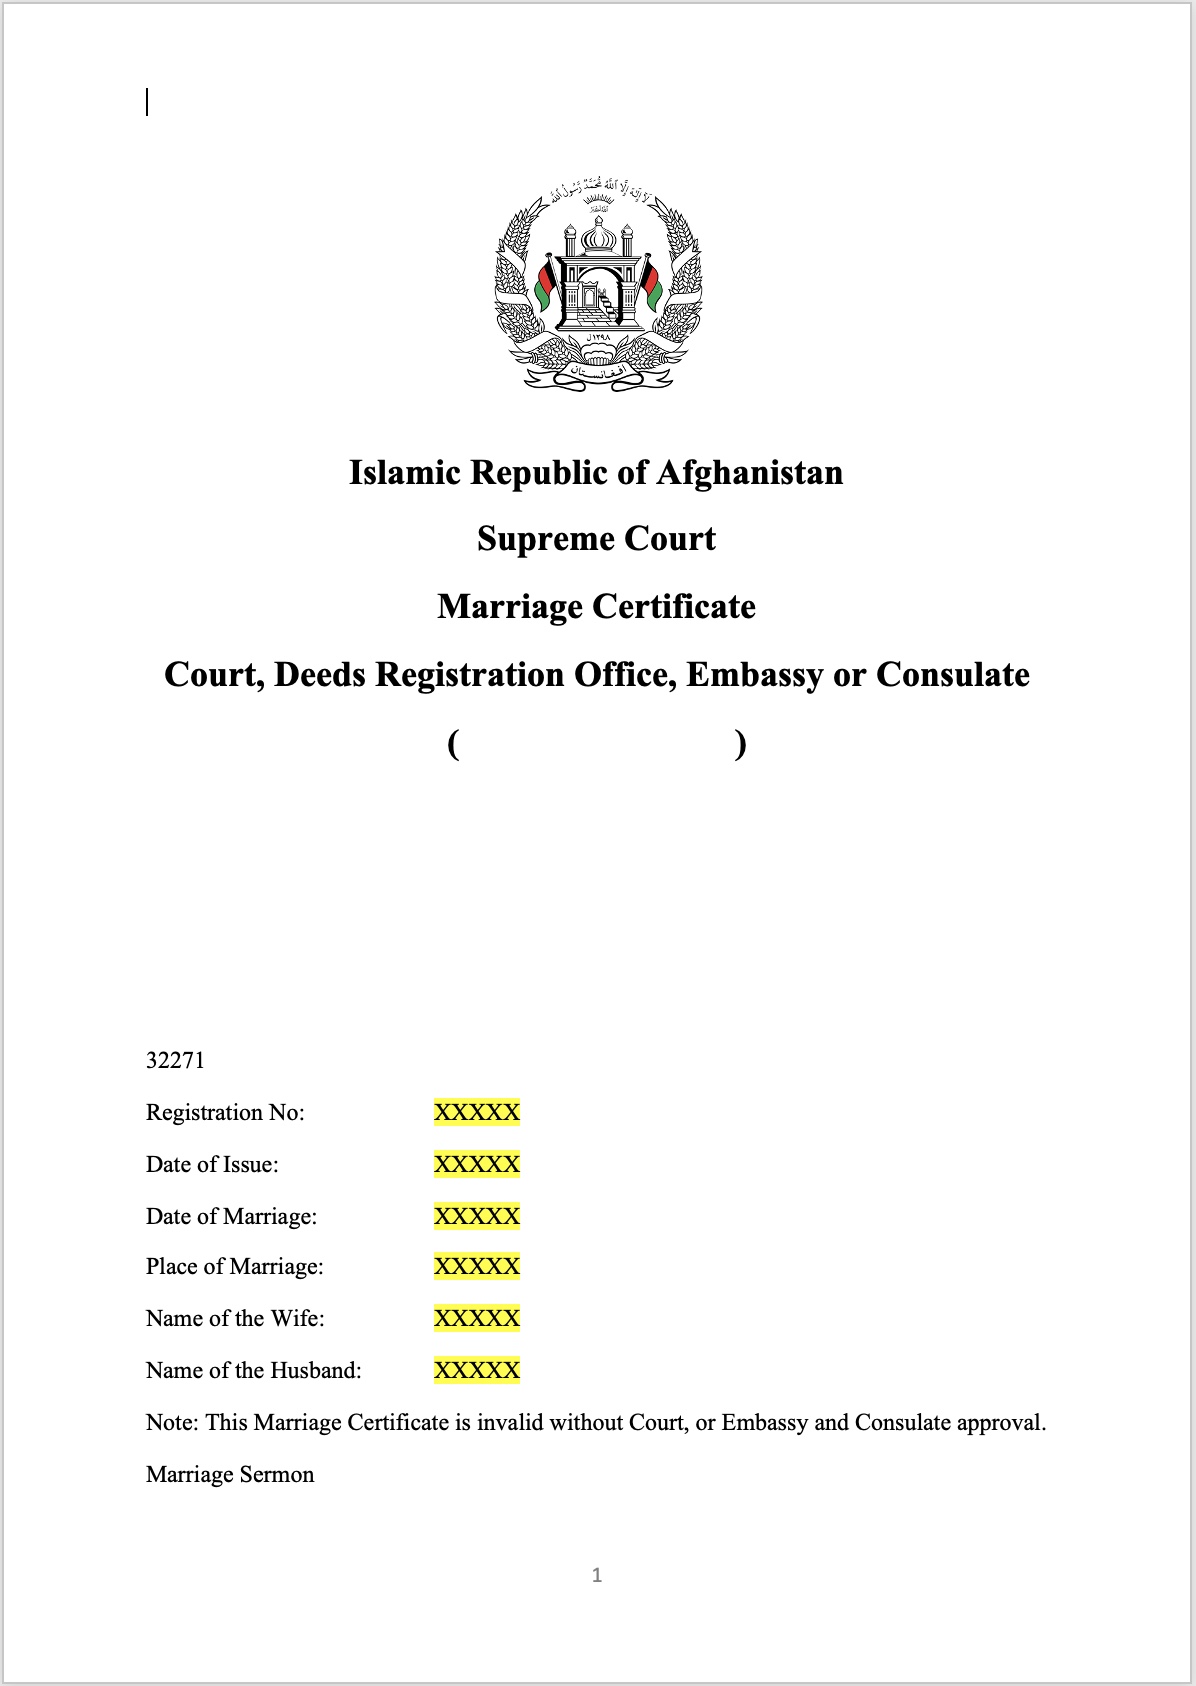 لا إله إلا الله محمد رسول الله
الله اکبر
۱۲۹۸ل
افغانستان
Islamic Republic of Afghanistan
Supreme Court
Marriage Certificate
Court, Deeds Registration Office, Embassy or Consulate
( )
32271
Registration No: XXXXX
Date of Issue: XXXXX
Date of Marriage: XXXXX
Place of Marriage: XXXXX
Name of the Wife: XXXXX
Name of the Husband: XXXXX
Note: This Marriage Certificate is invalid without Court, or Embassy and Consulate approval.
Marriage Sermon
1